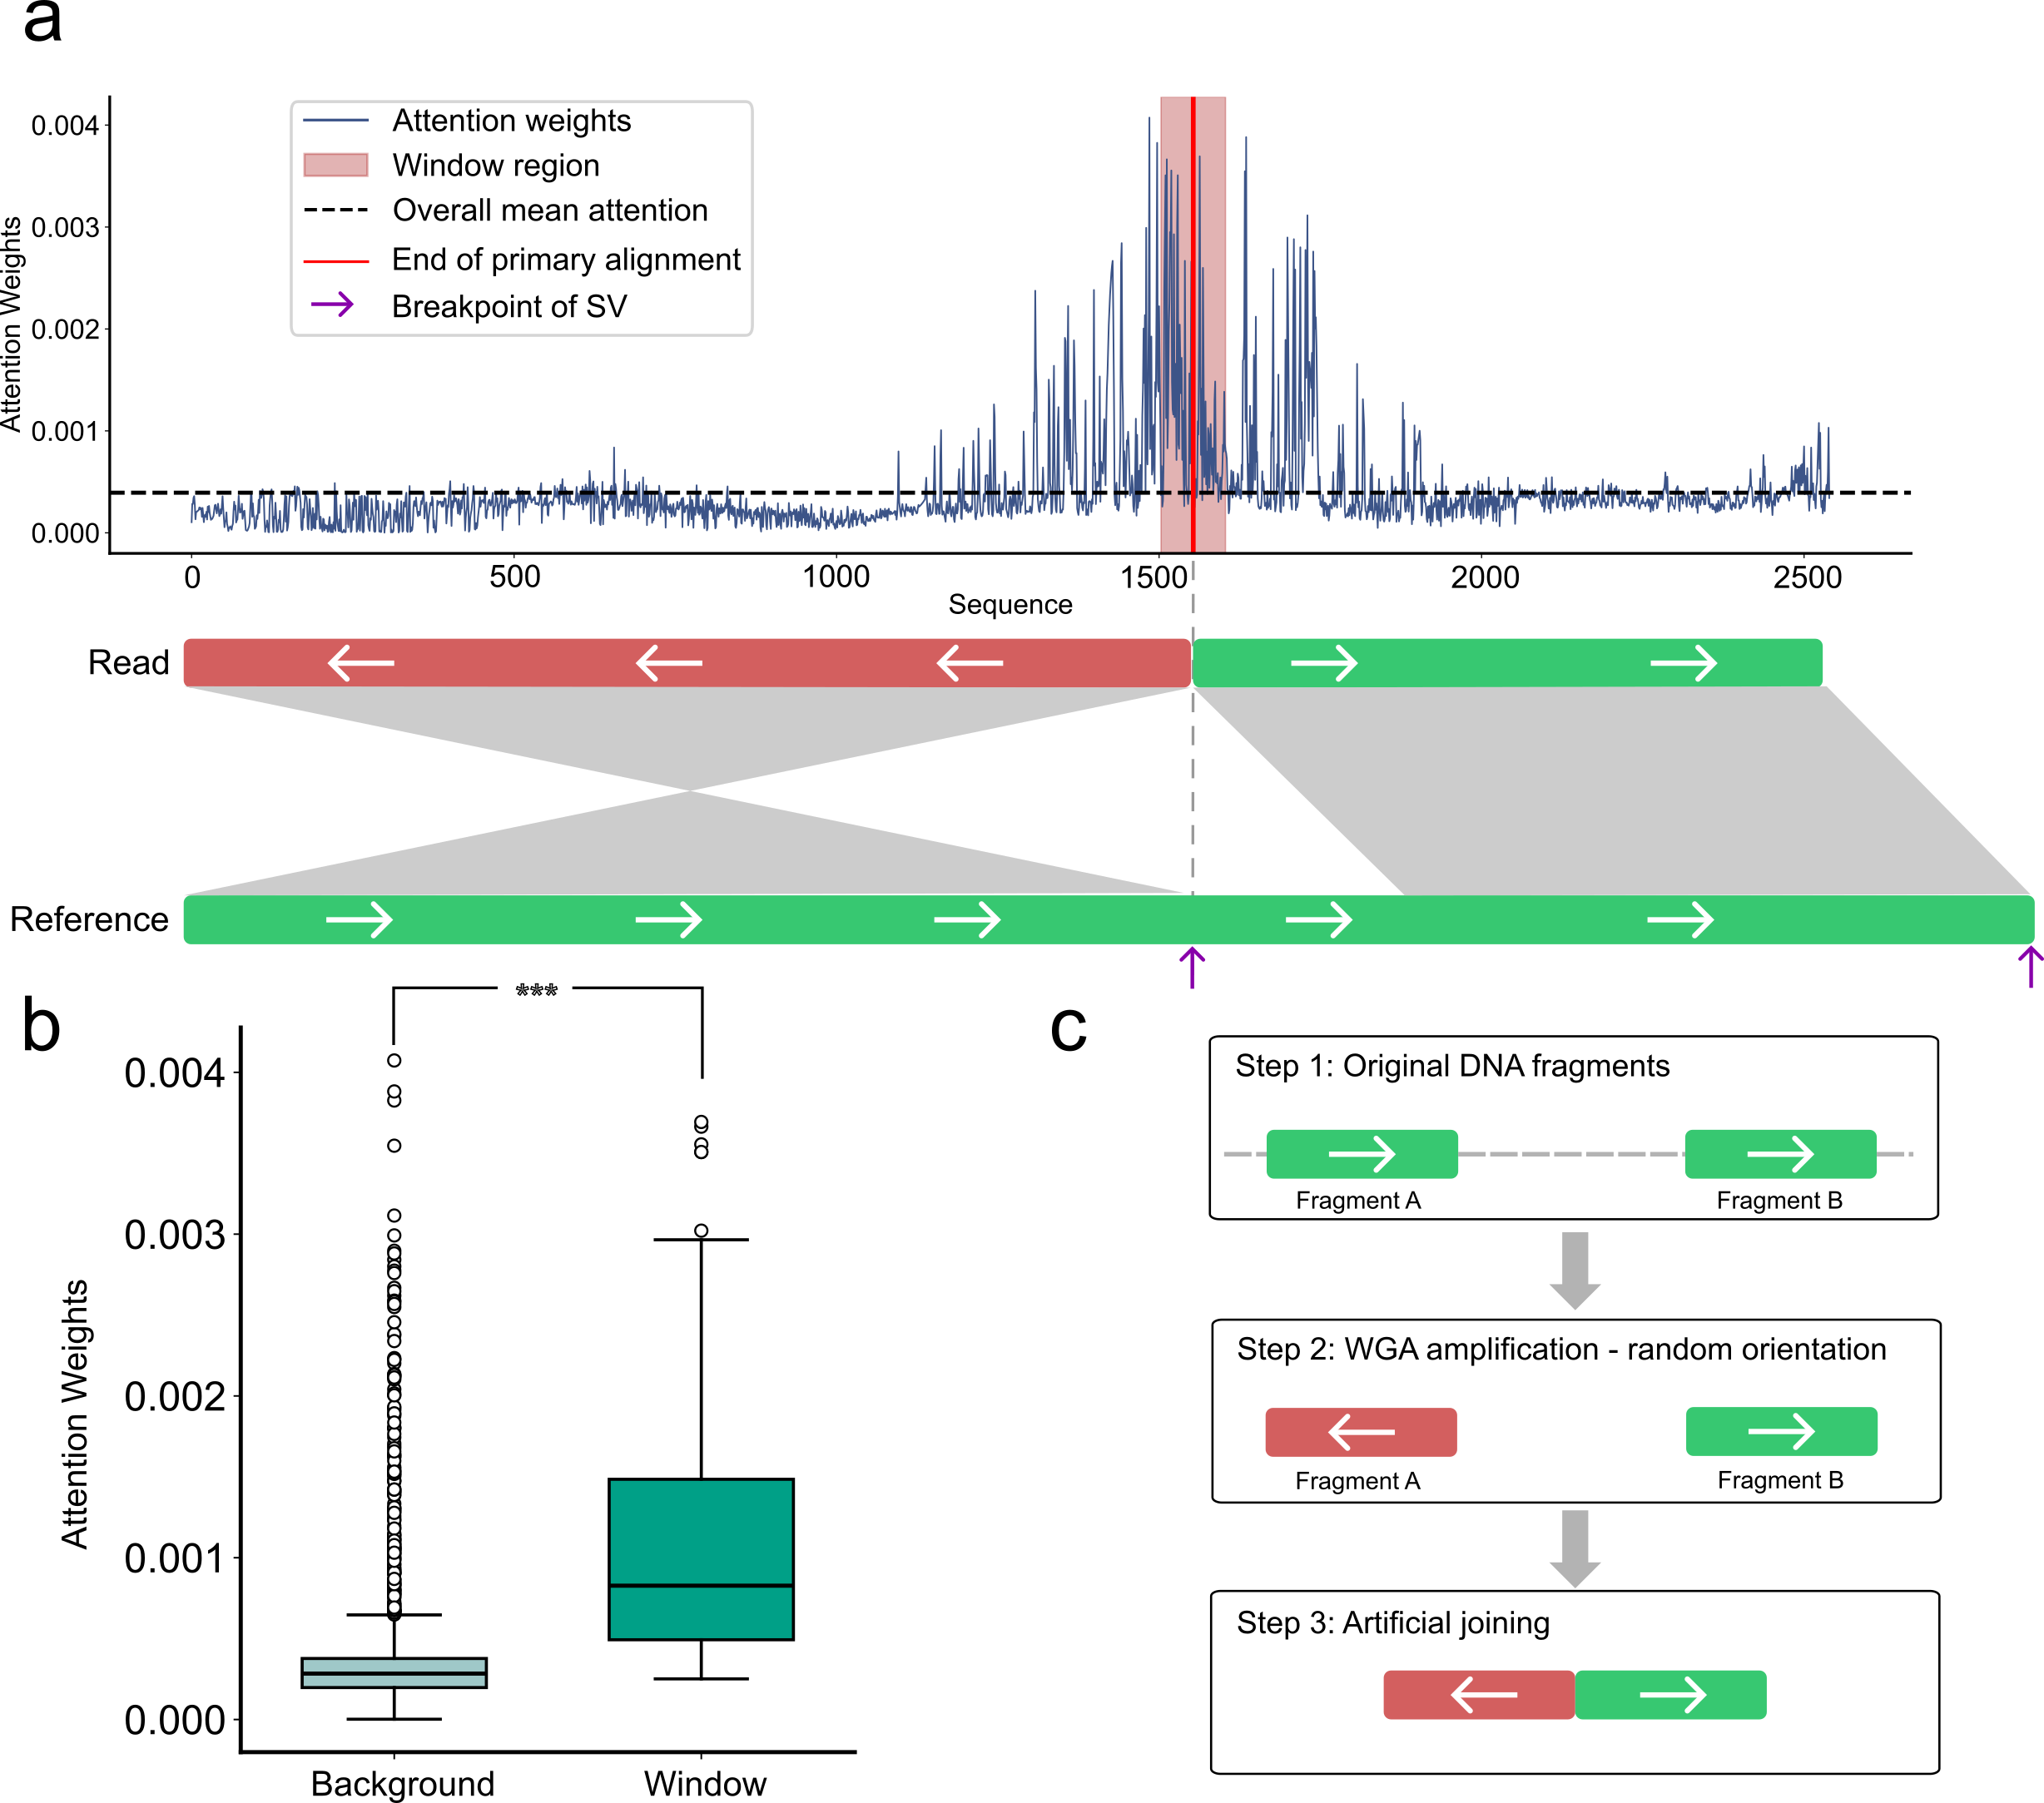 a
Attention weights
Window region
Overall mean attention
End of primary alignment
Breakpoint of SV
Attention Weights
0.004
0.003
0.002
0.001
0.000
0 500 1000 1500 2000 2500
Sequence
Read
Reference
b
***
Attention Weights
0.004
0.003
0.002
0.001
0.000
Background Window
c
Step 1: Original DNA fragments
Fragment A Fragment B
Step 2: WGA amplification - random orientation
Fragment A Fragment B
Step 3: Artificial joining